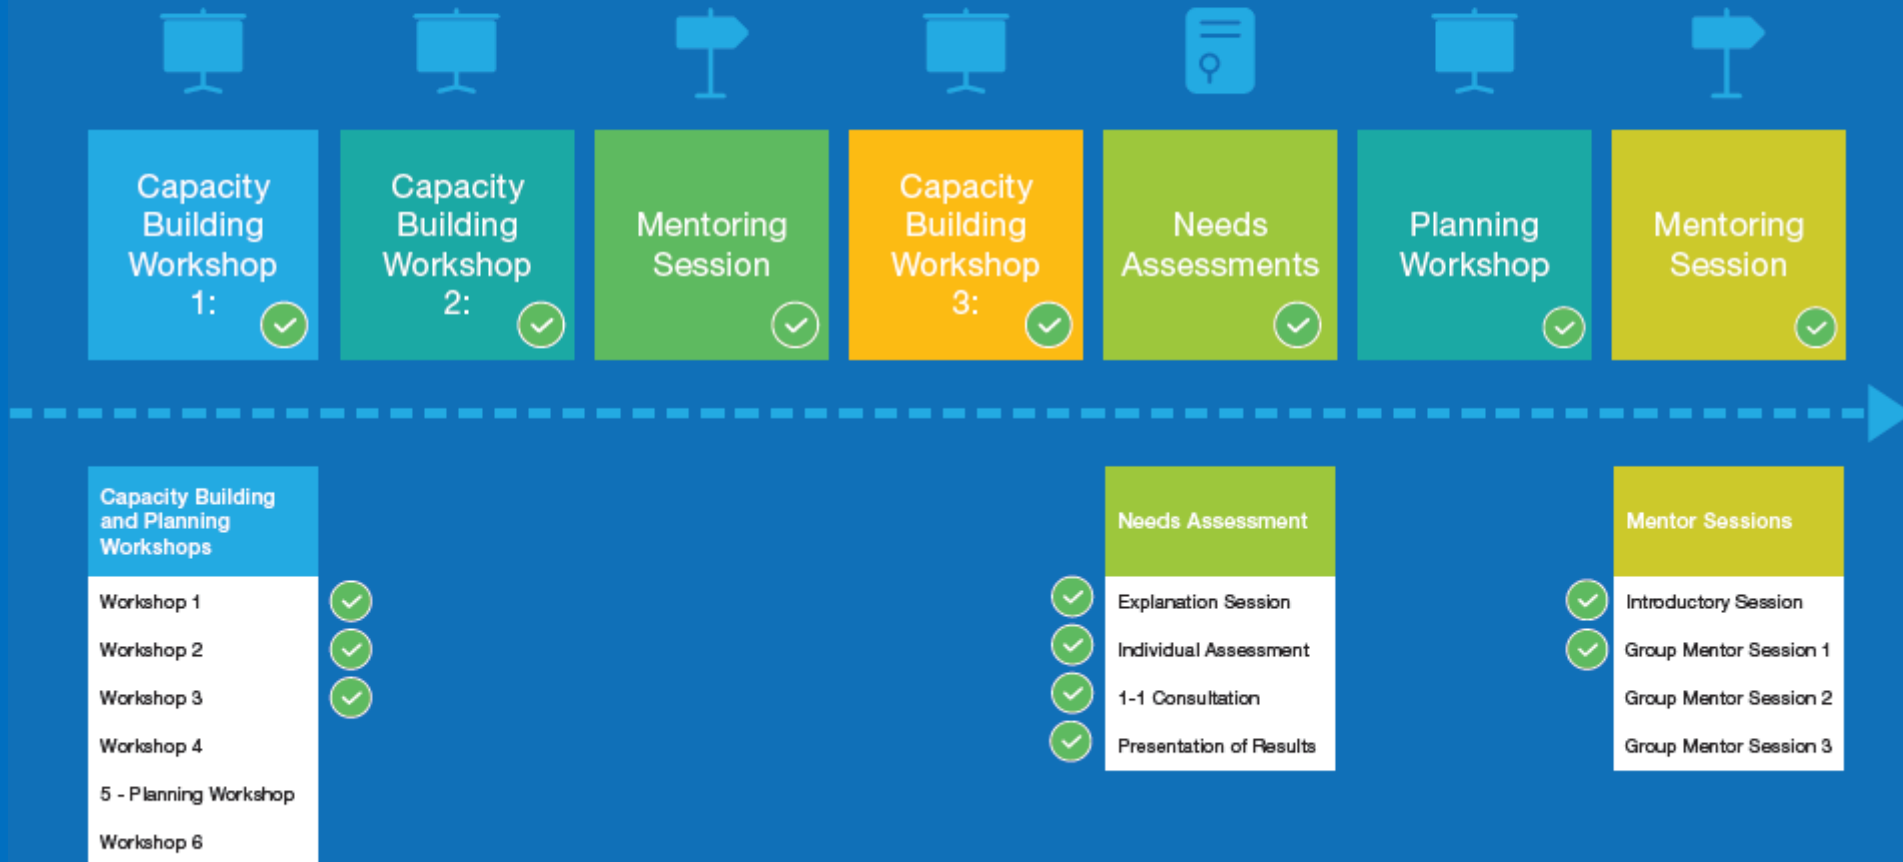 Capacity
Building
Workshop
1:
Capacity
Building
Workshop
2:
Mentoring
Session
Capacity
Building
Workshop
3:
Needs
Assessments
Planning
Workshop
Mentoring
Session
Capacity Building
and Planning
Workshops
Workshop 1
Workshop 2
Workshop 3
Workshop 4
5 - Planning Workshop
Workshop 6
Needs Assessment
Explanation Session
Individual Assessment
1-1 Consultation
Presentation of Results
Mentor Sessions
Introductory Session
Group Mentor Session 1
Group Mentor Session 2
Group Mentor Session 3